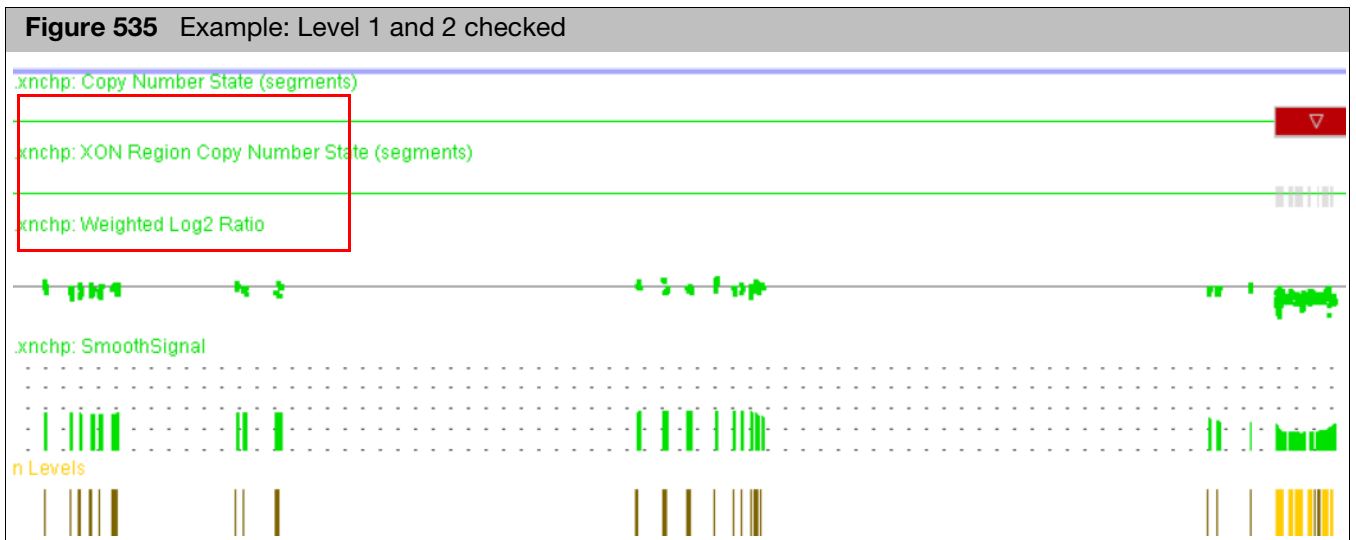 Figure 535 Example: Level 1 and 2 checked
.xnchp: Copy Number State (segments)
.xnchp: XON Region Copy Number State (segments)
.xnchp: Weighted Log2 Ratio
.xnchp: SmoothSignal
n Levels